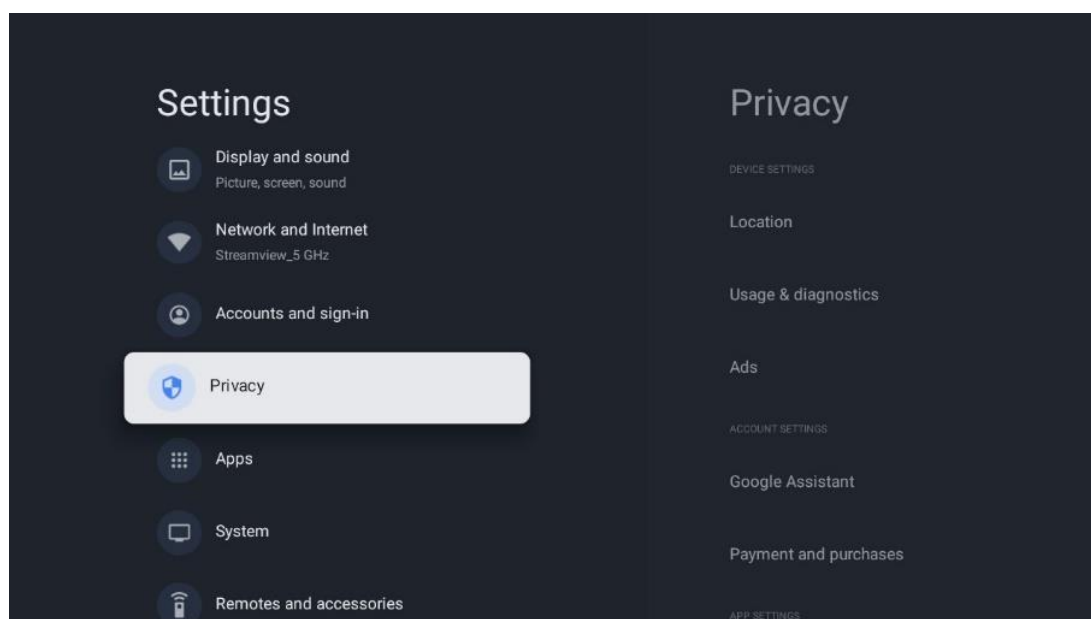 Settings
Display and sound
Picture, screen, sound
Network and Internet
Streamview_5 GHz
Accounts and sign-in
Privacy
Apps
System
Remotes and accessories
Privacy
DEVICE SETTINGS
Location
Usage & diagnostics
Ads
ACCOUNT SETTINGS
Google Assistant
Payment and purchases
APP SETTINGS